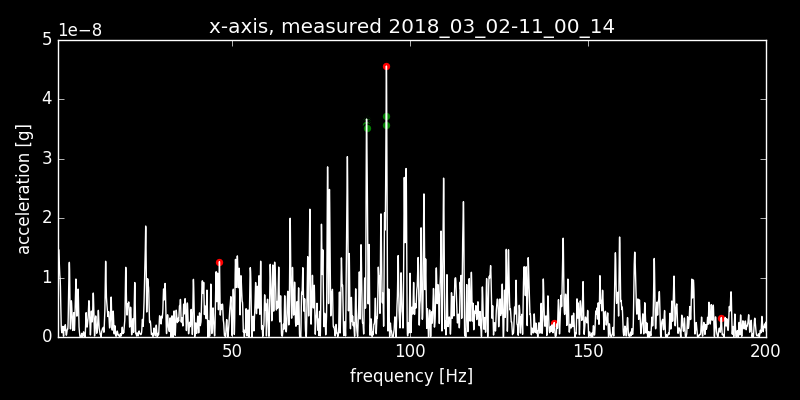 x-axis, measured 2018_03_02-11_00_14
1e−8
5
4
3
2
1
0
acceleration [g]
50
100
150
200
frequency [Hz]